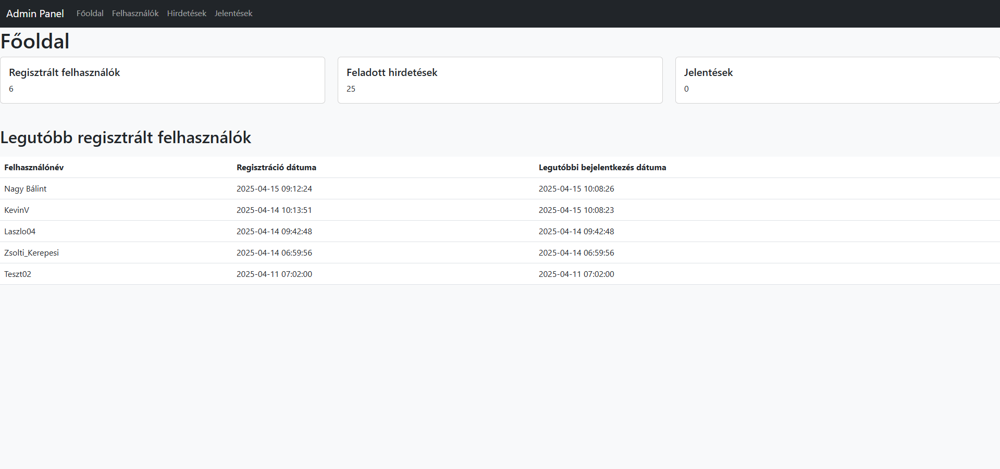 Admin Panel Főoldal Felhasználók Hirdetések Jelentések
Főoldal
Regisztrált felhasználók
6
Feladott hirdetések
25
Jelentések
0
Legutóbb regisztrált felhasználók
Felhasználónév Regisztráció dátuma Legutóbbi bejelentkezés dátuma
Nagy Bálint 2025-04-15 09:12:24 2025-04-15 10:08:26
KevinV 2025-04-14 10:13:51 2025-04-15 10:08:23
Laszlo04 2025-04-14 09:42:48 2025-04-14 09:42:48
Zsolti_Kerepesi 2025-04-14 06:59:56 2025-04-14 06:59:56
Teszt02 2025-04-11 07:02:00 2025-04-11 07:02:00